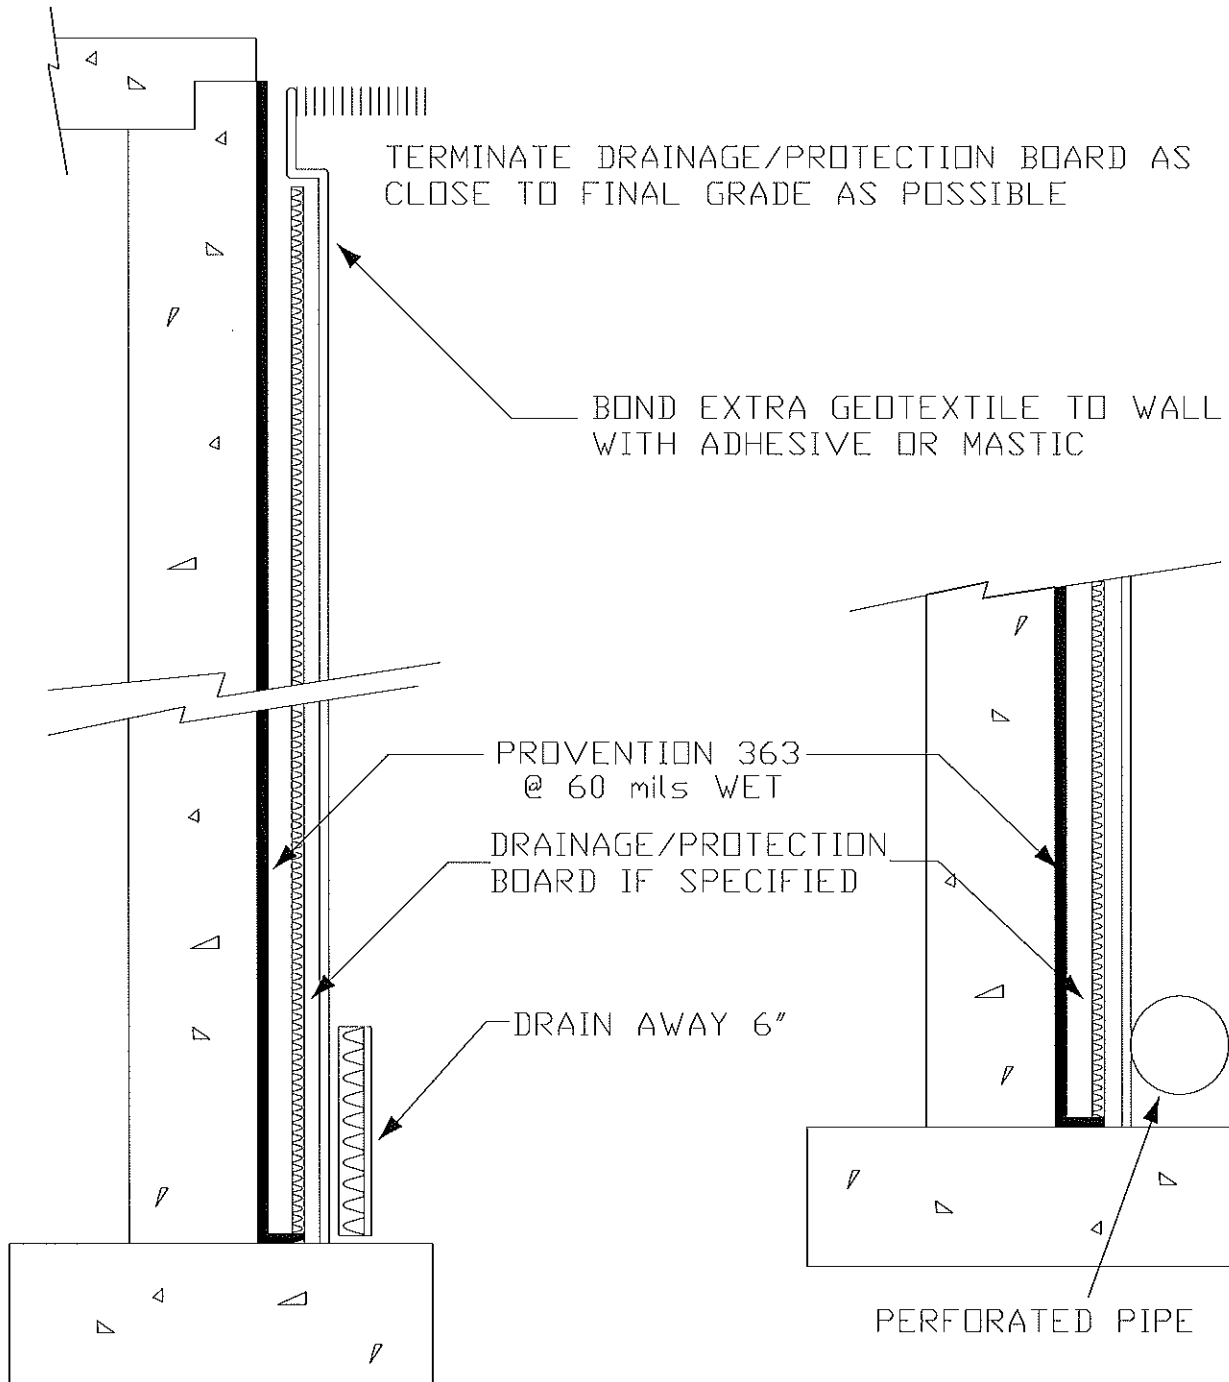 TERMINATE DRAINAGE/PROTECTION BOARD AS
CLOSE TO FINAL GRADE AS POSSIBLE
BOND EXTRA GEOTEXTILE TO WALL
WITH ADHESIVE OR MASTIC
PROVENTION 363
@ 60 mils WET
DRAINAGE/PROTECTION
BOARD IF SPECIFIED
DRAIN AWAY 6"
PERFORATED PIPE